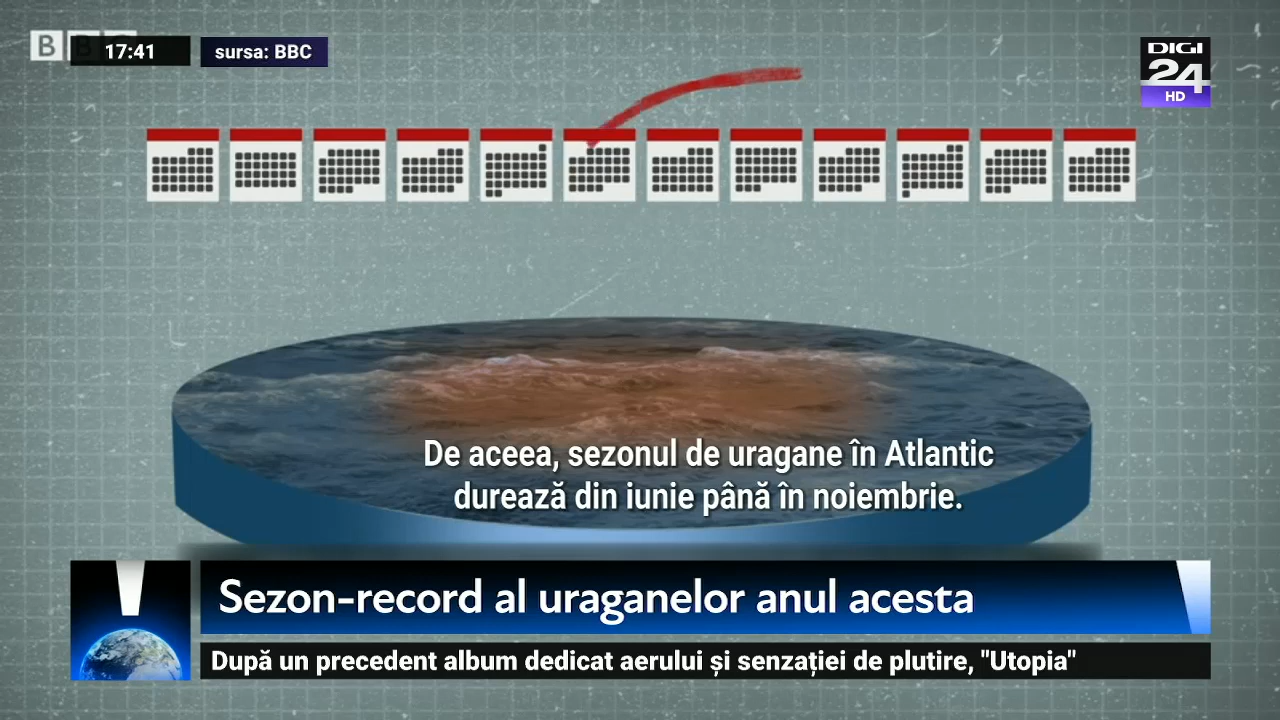 B B C
17:41
sursa: BBC
DIGI
24
HD
De aceea, sezonul de uragane în Atlantic
durează din iunie până în noiembrie.
Sezon-record al uraganelor anul acesta
După un precedent album dedicat aerului și senzației de plutire, "Utopia"